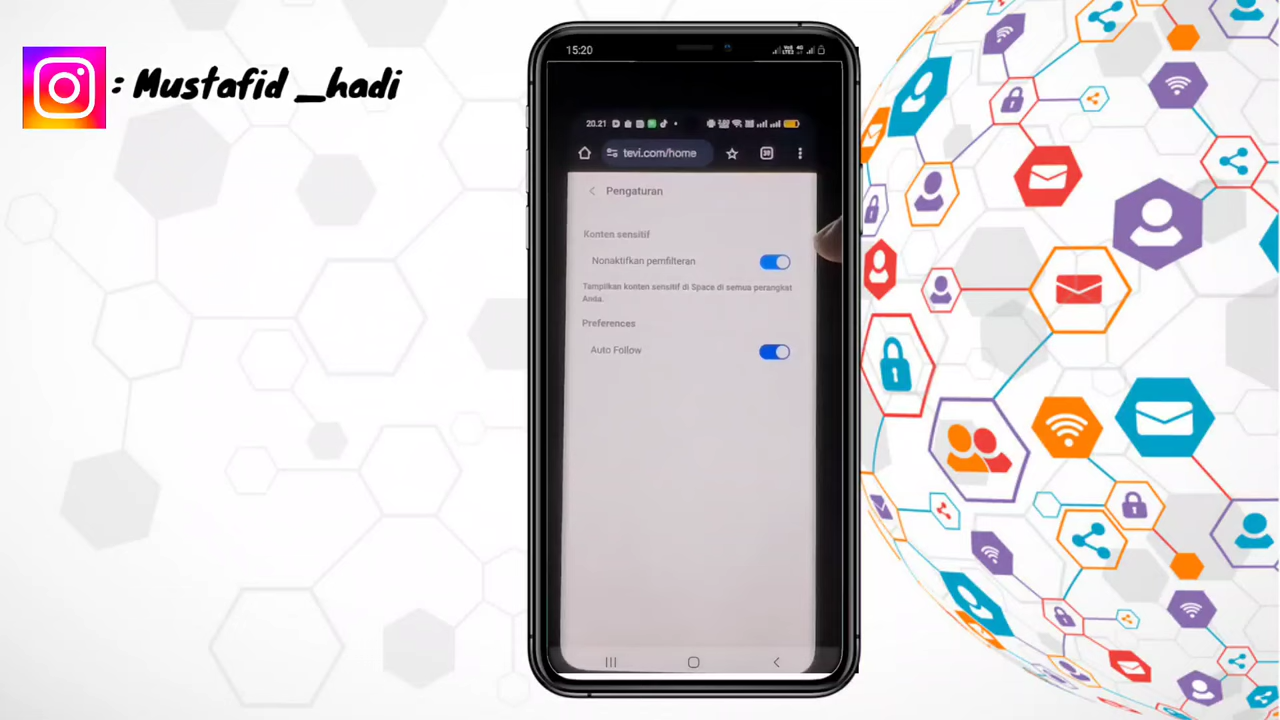 : Mustafid _hadi
15:20
20.21
tevi.com/home
Pengaturan
Konten sensitif
Nonaktifkan pemfilteran
Tampilkan konten sensitif di Space di semua perangkat
Anda.
Preferences
Auto Follow